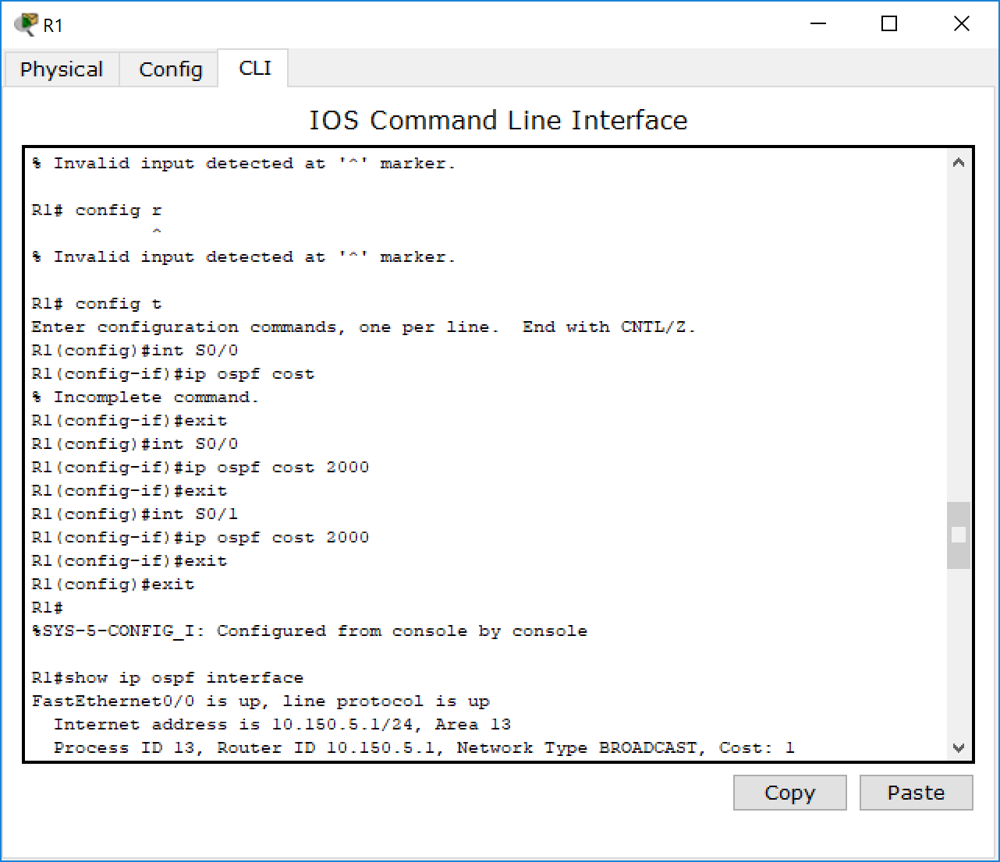 R1
Physical
Config
CLI
IOS Command Line Interface
% Invalid input detected at '^' marker.
R1# config r
^
% Invalid input detected at '^' marker.
R1# config t
Enter configuration commands, one per line.  End with CNTL/Z.
R1(config)#int S0/0
R1(config-if)#ip ospf cost
% Incomplete command.
R1(config-if)#exit
R1(config)#int S0/0
R1(config-if)#ip ospf cost 2000
R1(config-if)#exit
R1(config)#int S0/1
R1(config-if)#ip ospf cost 2000
R1(config-if)#exit
R1(config)#exit
R1#
%SYS-5-CONFIG_I: Configured from console by console
R1#show ip ospf interface
FastEthernet0/0 is up, line protocol is up
Internet address is 10.150.5.1/24, Area 13
Process ID 13, Router ID 10.150.5.1, Network Type BROADCAST, Cost: 1
Copy
Paste